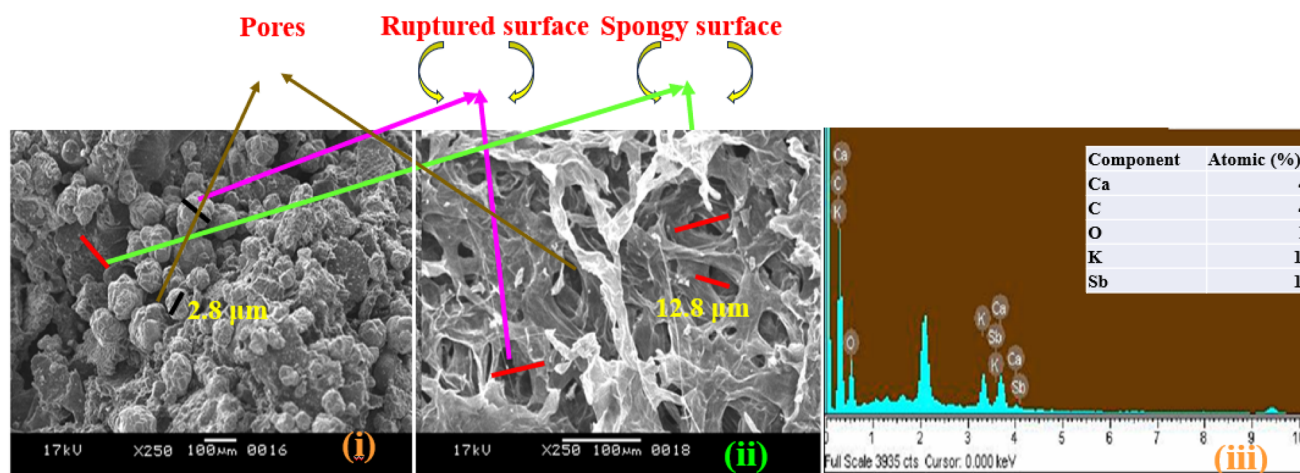 Pores
Ruptured surface
Spongy surface
2.8 μm
12.8 μm
17kV X250 100μm 0016
(i)
17kV X250 100μm 0018
(ii)
Component Atomic (%)
Ca
C
O
K
Sb
Ca
C
K
O
K
Ca
Sb
K
Ca
Sb
0 1 2 3 4 5 6 7 8 9 10
Full Scale 3935 cts Cursor: 0.000 keV
(iii)